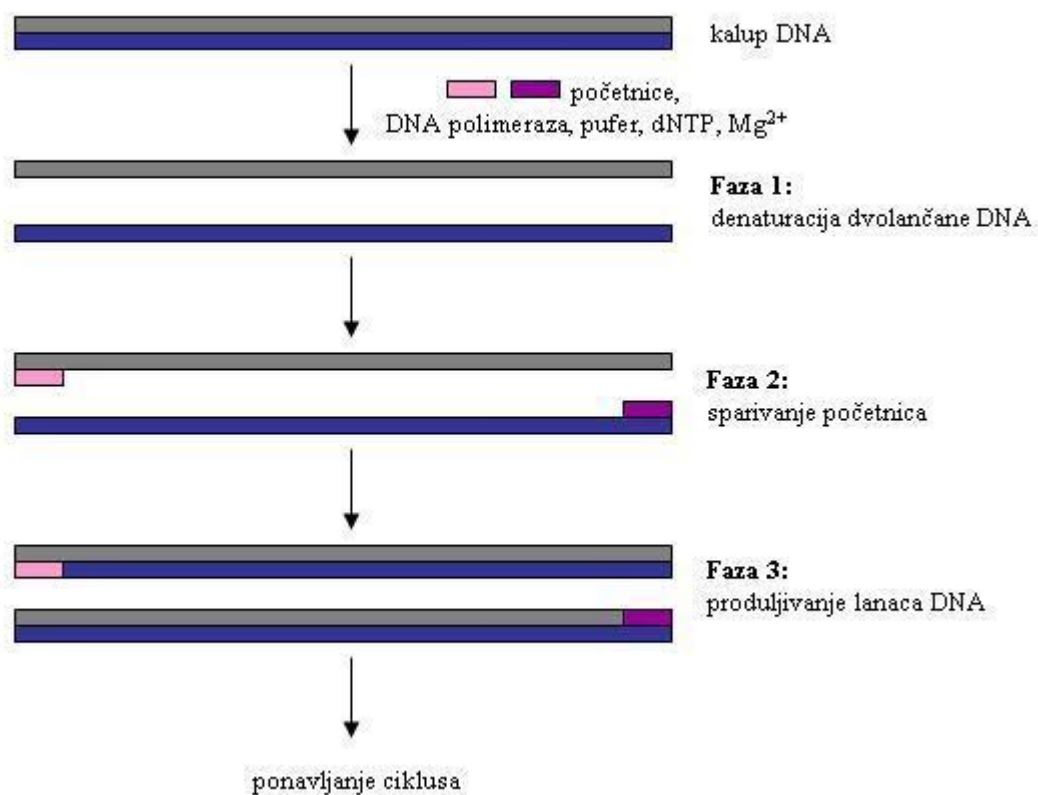 kalup DNA
početnice,
DNA polimeraza, pufer, dNTP, Mg²⁺
Faza 1:
denaturacija dvolančane DNA
Faza 2:
sparivanje početnica
Faza 3:
produljivanje lanaca DNA
ponavljanje ciklusa